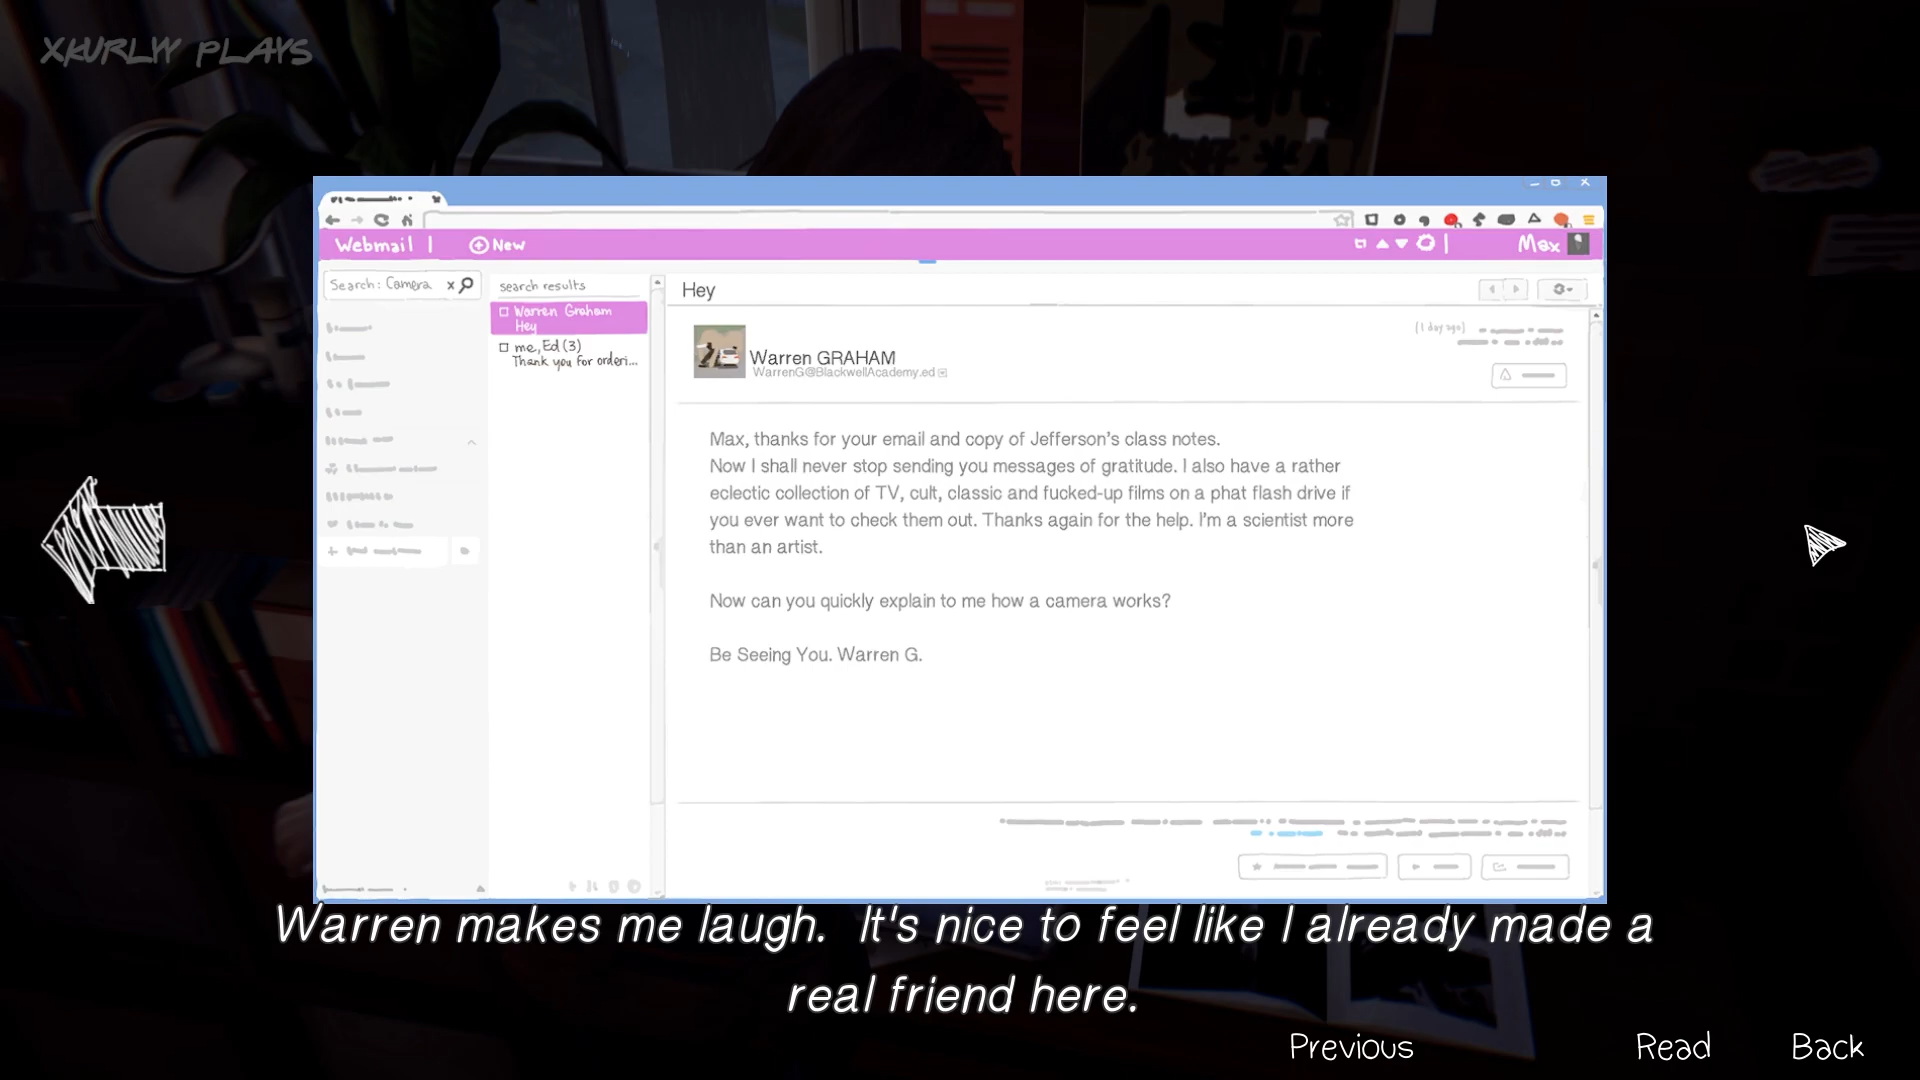 XKURLW PLAYS
Webmail | New
Max
Search: Camera x
search results
Warren Graham
Hey
me, Ed (3)
Thank you for orderi...
Hey
(1 day ago)
Warren GRAHAM
WarrenG@BlackwellAcademy.ed
Max, thanks for your email and copy of Jefferson's class notes.
Now I shall never stop sending you messages of gratitude. I also have a rather
eclectic collection of TV, cult, classic and fucked-up films on a phat flash drive if
you ever want to check them out. Thanks again for the help. I'm a scientist more
than an artist.
Now can you quickly explain to me how a camera works?
Be Seeing You. Warren G.
Warren makes me laugh. It's nice to feel like I already made a
real friend here.
Previous
Read
Back